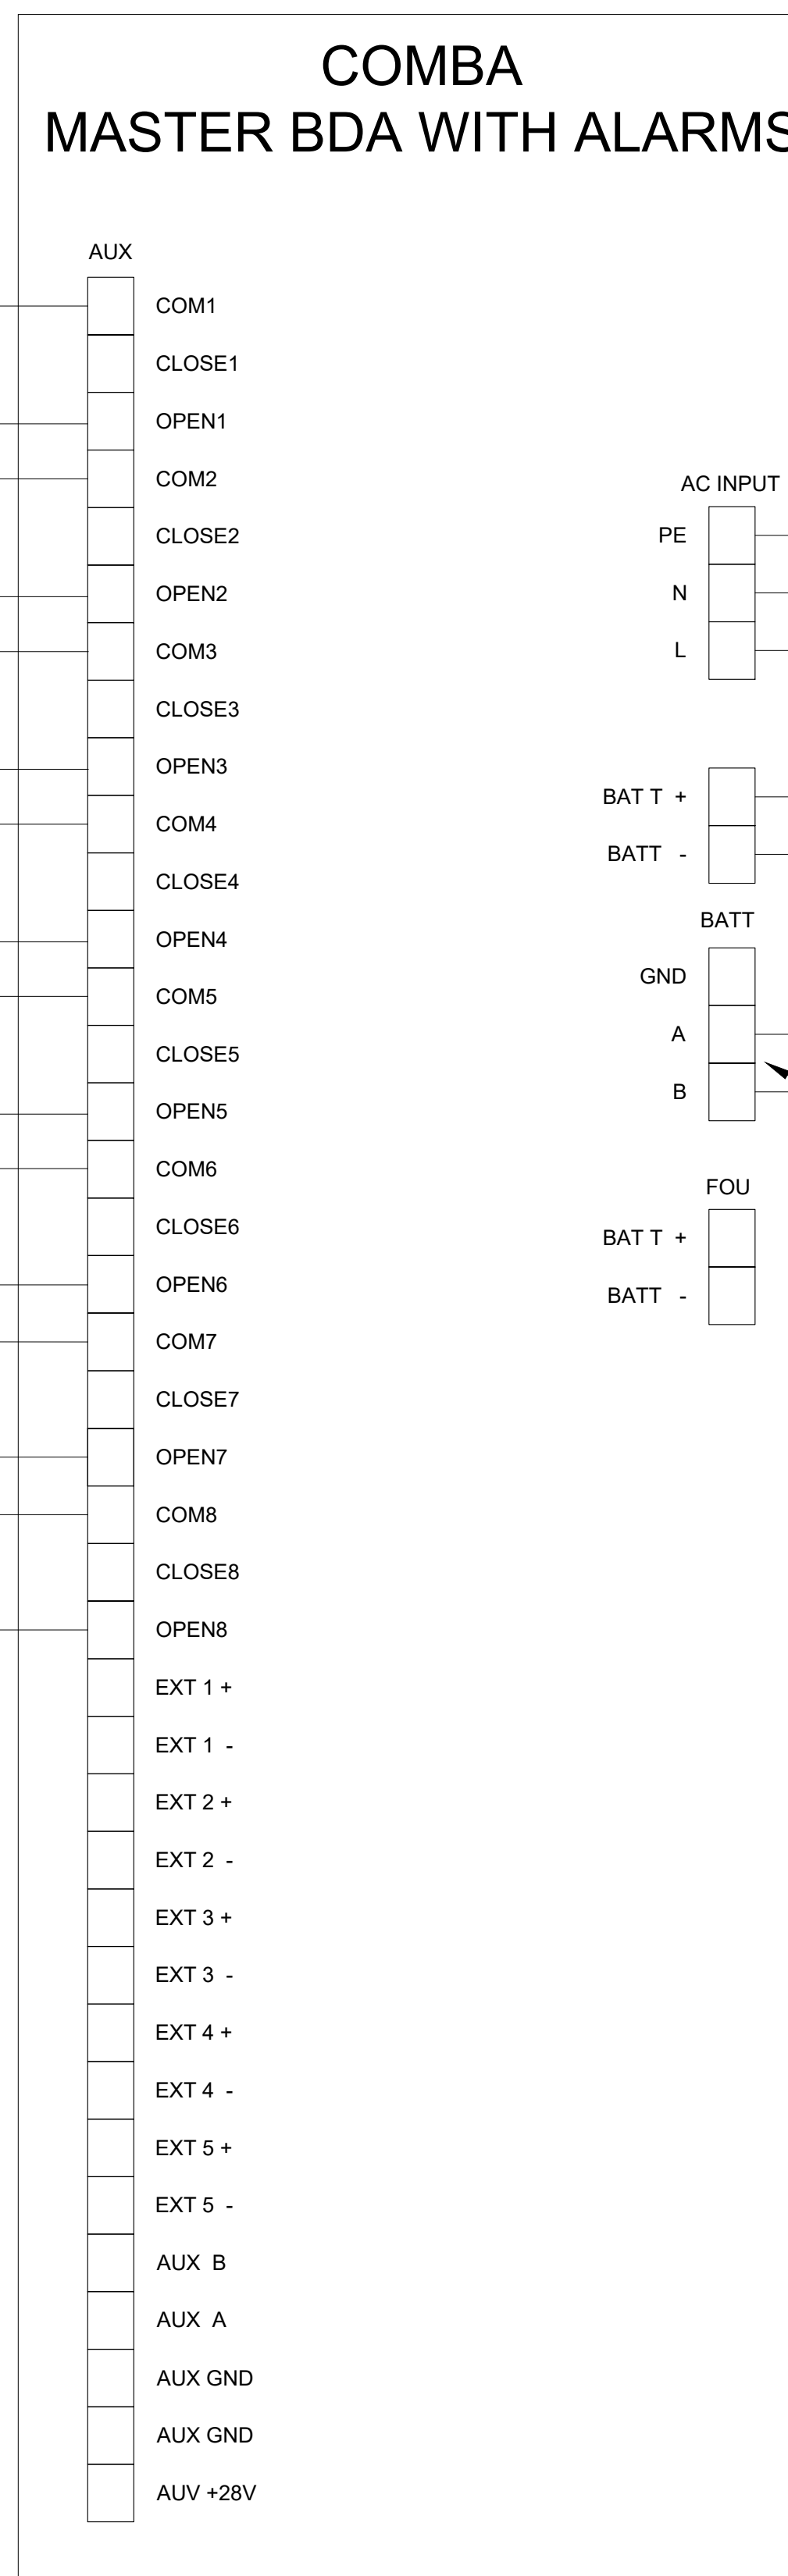 COMBA
MASTER BDA WITH ALARMS
AUX
COM1
CLOSE1
OPEN1
COM2
CLOSE2
OPEN2
COM3
CLOSE3
OPEN3
COM4
CLOSE4
OPEN4
COM5
CLOSE5
OPEN5
COM6
CLOSE6
OPEN6
COM7
CLOSE7
OPEN7
COM8
CLOSE8
OPEN8
EXT 1 +
EXT 1 -
EXT 2 +
EXT 2 -
EXT 3 +
EXT 3 -
EXT 4 +
EXT 4 -
EXT 5 +
EXT 5 -
AUX B
AUX A
AUX GND
AUX GND
AUV +28V
AC INPUT
PE
N
L
BAT T +
BATT -
BATT
GND
A
B
FOU
BAT T +
BATT -